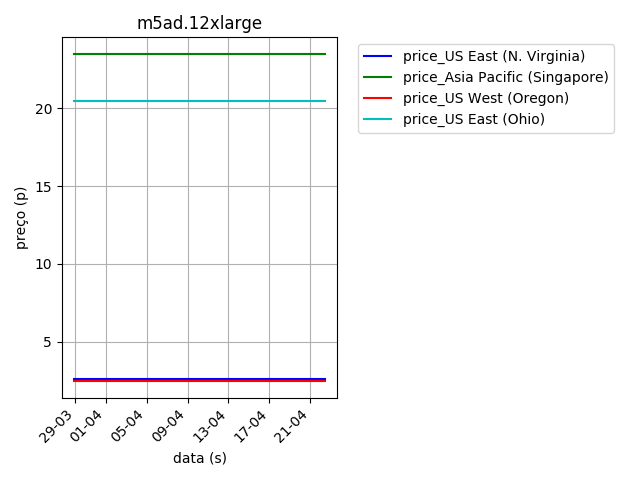 m5ad.12xlarge
price_US East (N. Virginia)
price_Asia Pacific (Singapore)
price_US West (Oregon)
price_US East (Ohio)
preço (p)
20
15
10
5
29-03
01-04
05-04
09-04
13-04
17-04
21-04
data (s)